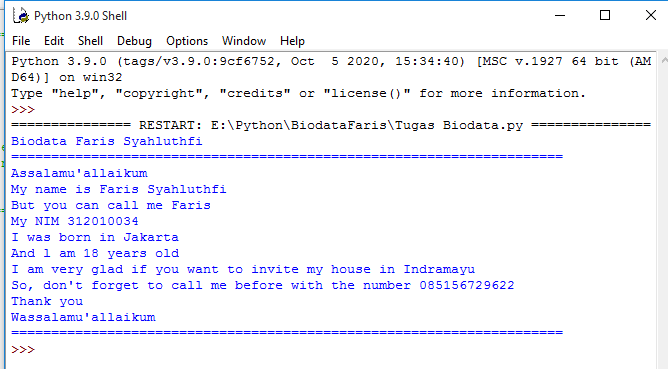 Python 3.9.0 Shell
File Edit Shell Debug Options Window Help
Python 3.9.0 (tags/v3.9.0:9cf6752, Oct  5 2020, 15:34:40) [MSC v.1927 64 bit (AM
D64)] on win32
Type "help", "copyright", "credits" or "license()" for more information.
>>>
=============== RESTART: E:\Python\BiodataFaris\Tugas Biodata.py ===============
Biodata Faris Syahluthfi
=====================================================================
Assalamu'allaikum
My name is Faris Syahluthfi
But you can call me Faris
My NIM 312010034
I was born in Jakarta
And l am 18 years old
I am very glad if you want to invite my house in Indramayu
So, don't forget to call me before with the number 085156729622
Thank you
Wassalamu'allaikum
=====================================================================
>>>